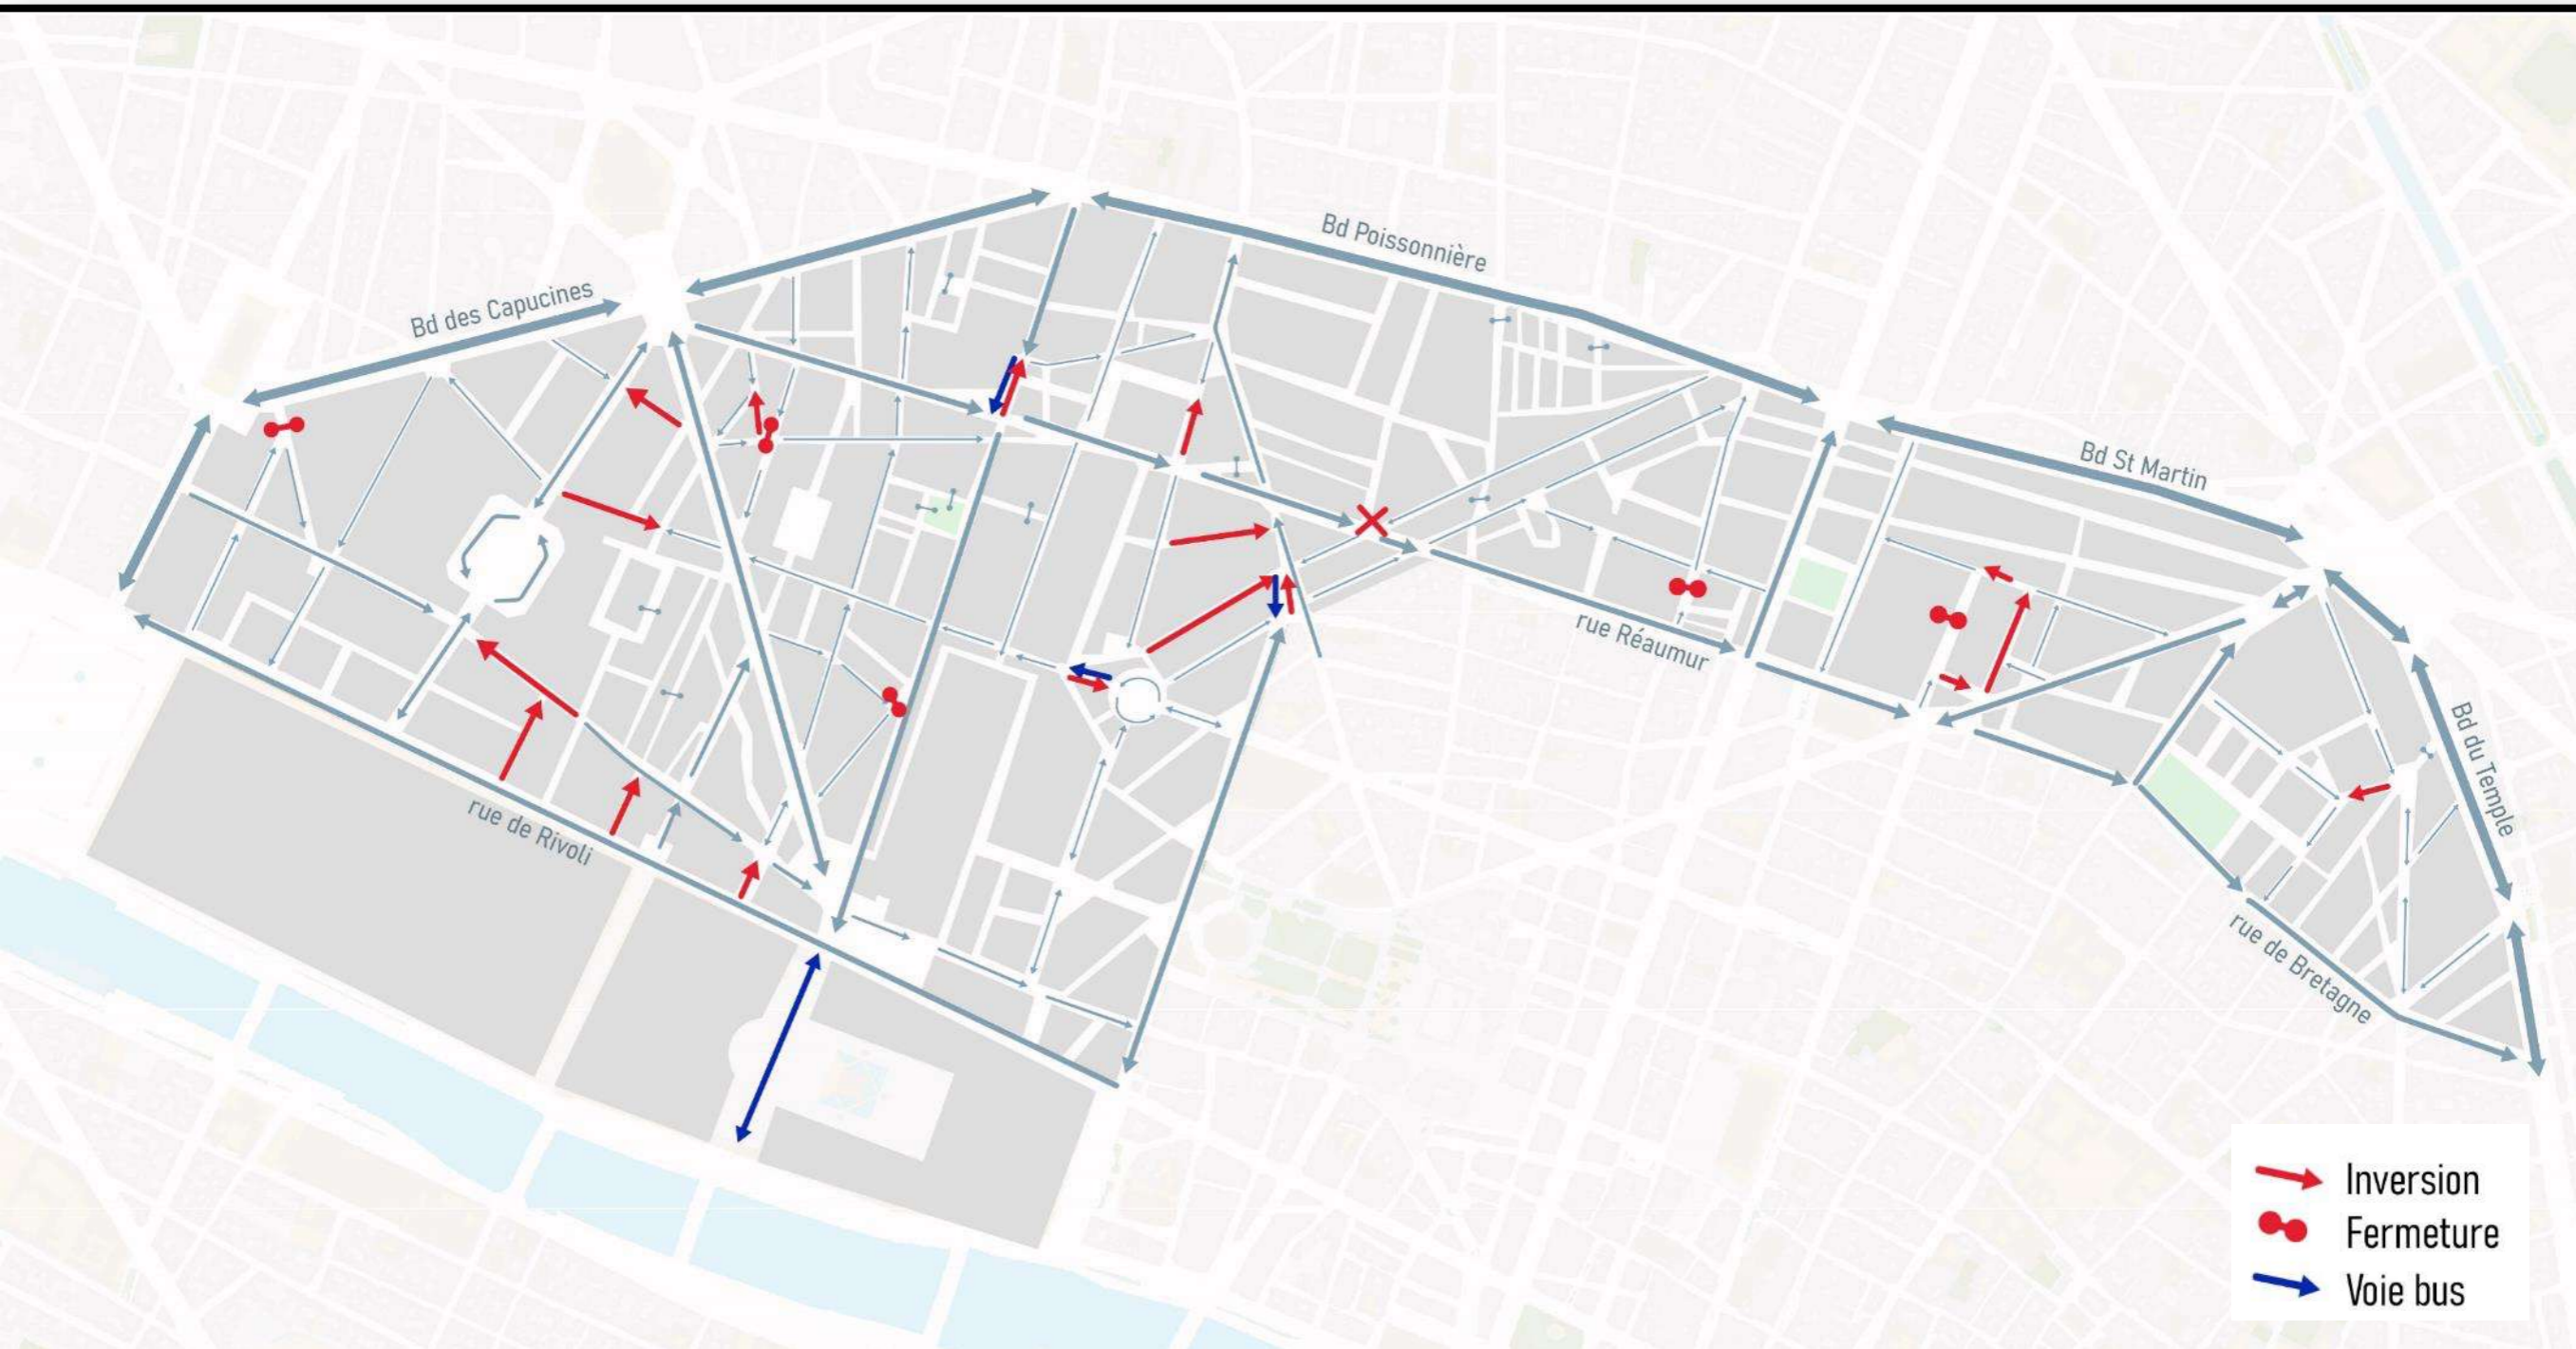 Bd Poissonnière
Bd des Capucines
Bd St Martin
rue Réaumur
Bd du Temple
rue de Rivoli
rue de Bretagne
Inversion
Fermeture
Voie bus